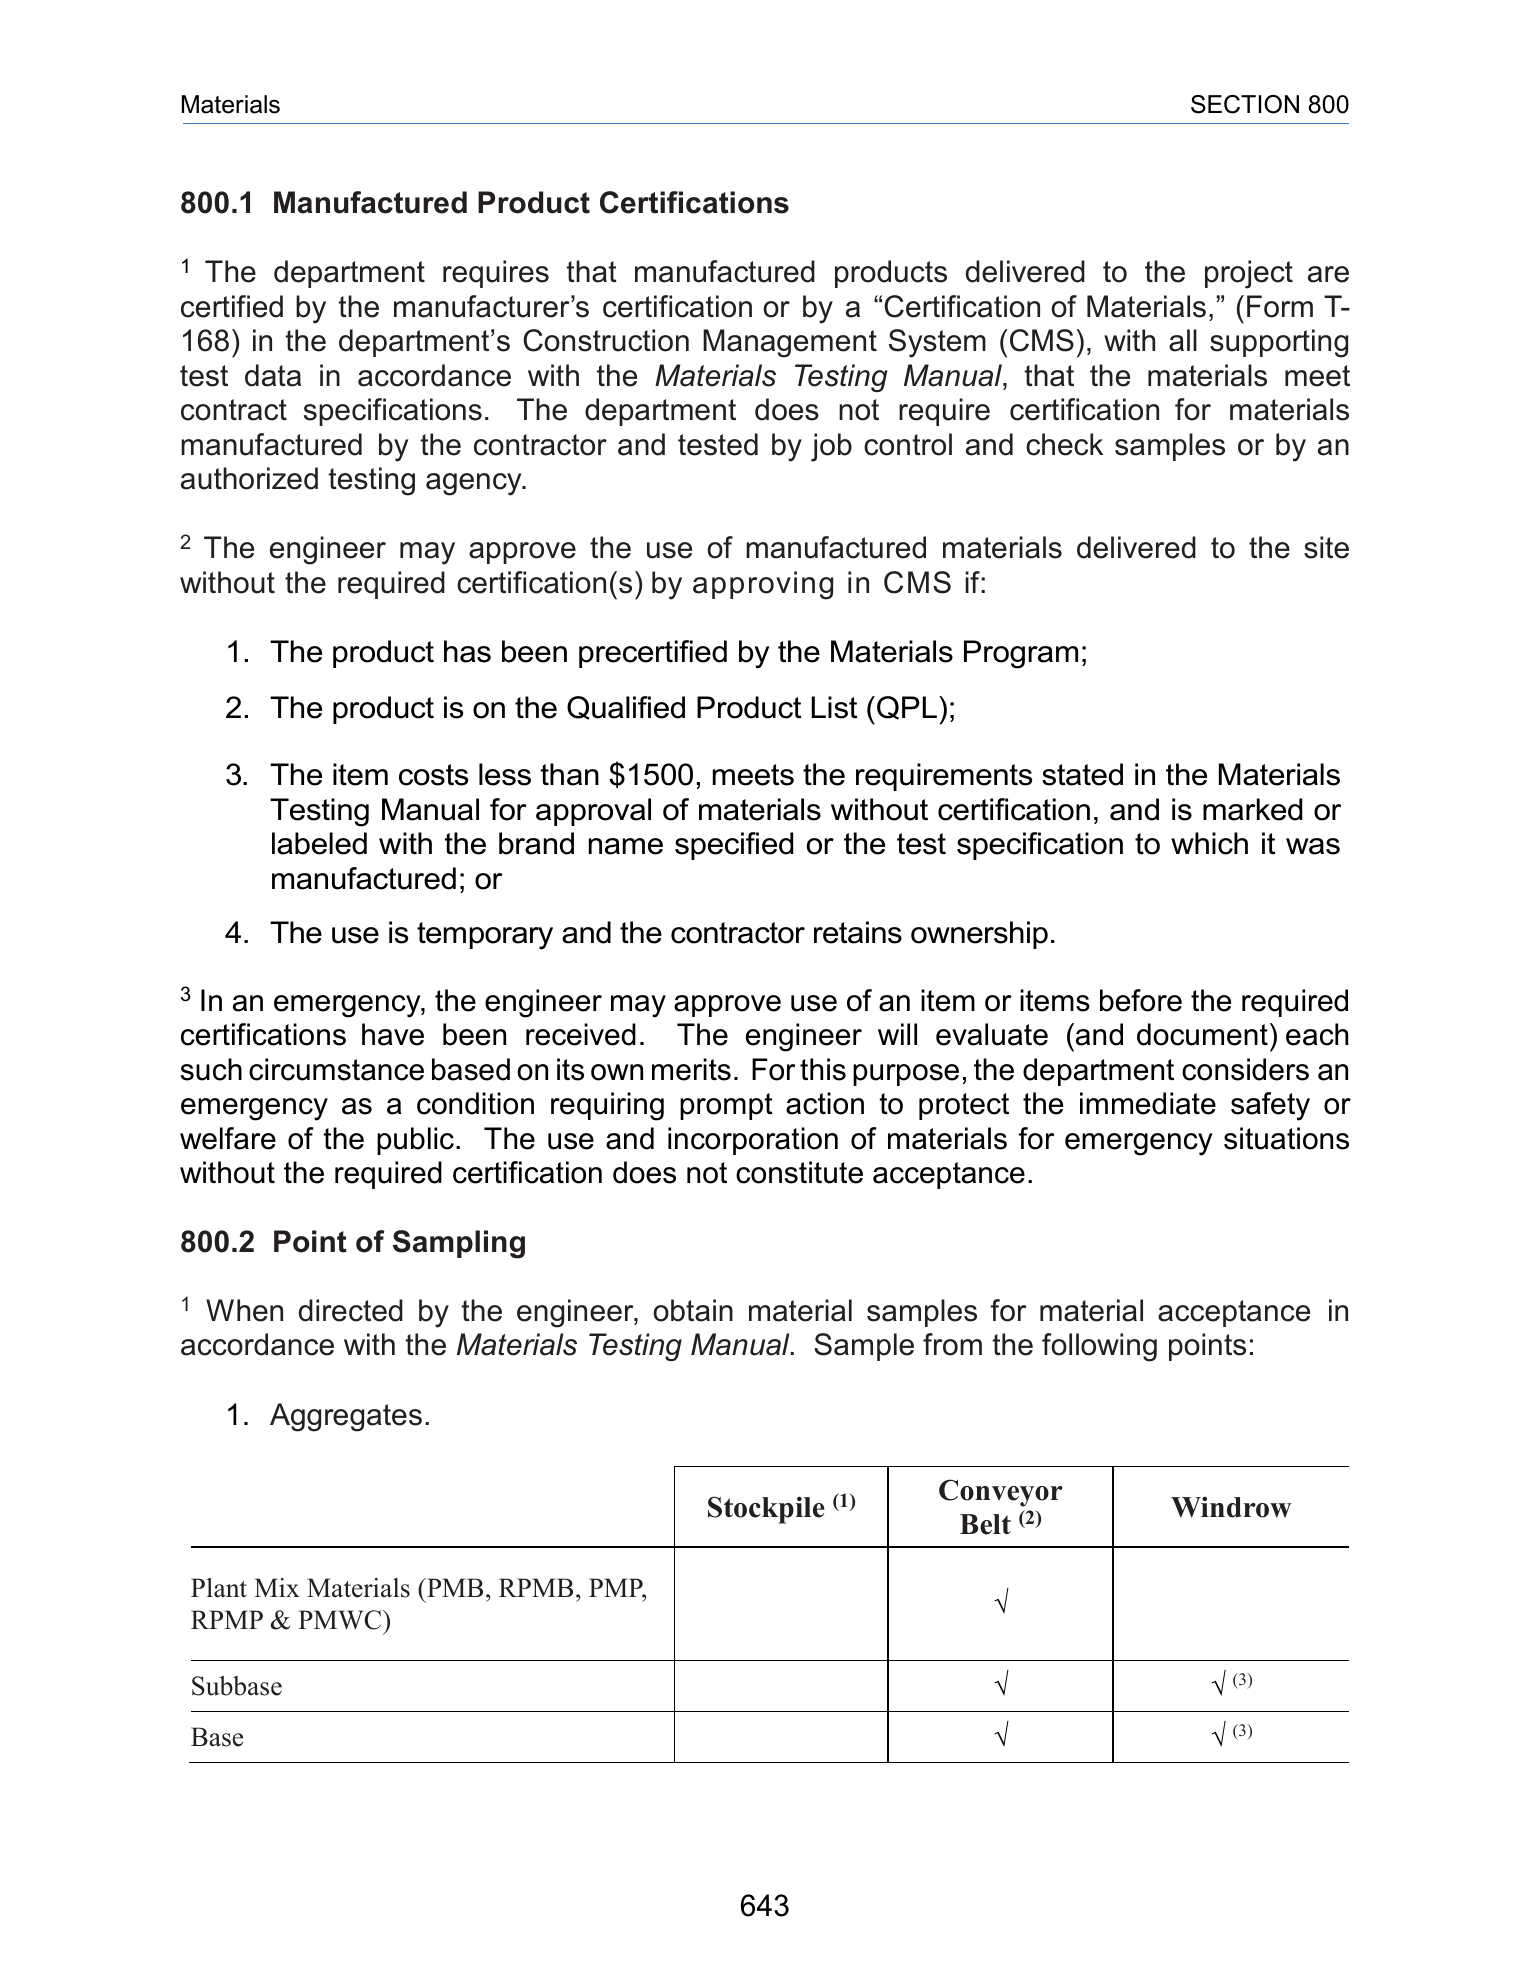 Materials SECTION 800
800.1 Manufactured Product Certifications
1 The department requires that manufactured products delivered to the project are
certified by the manufacturer’s certification or by a “Certification of Materials,” (Form T-
168) in the department’s Construction Management System (CMS), with all supporting
test data in accordance with the Materials Testing Manual, that the materials meet
contract specifications. The department does not require certification for materials
manufactured by the contractor and tested by job control and check samples or by an
authorized testing agency.
2 The engineer may approve the use of manufactured materials delivered to the site
without the required certification(s) by approving in CMS if:
1. The product has been precertified by the Materials Program;
2. The product is on the Qualified Product List (QPL);
3. The item costs less than $1500, meets the requirements stated in the Materials
Testing Manual for approval of materials without certification, and is marked or
labeled with the brand name specified or the test specification to which it was
manufactured; or
4. The use is temporary and the contractor retains ownership.
3 In an emergency, the engineer may approve use of an item or items before the required
certifications have been received. The engineer will evaluate (and document) each
such circumstance based on its own merits. For this purpose, the department considers an
emergency as a condition requiring prompt action to protect the immediate safety or
welfare of the public. The use and incorporation of materials for emergency situations
without the required certification does not constitute acceptance.
800.2 Point of Sampling
1 When directed by the engineer, obtain material samples for material acceptance in
accordance with the Materials Testing Manual. Sample from the following points:
1. Aggregates.
Stockpile (1) Conveyor Belt (2) Windrow
Plant Mix Materials (PMB, RPMB, PMP,
RPMP & PMWC) √
Subbase √ √ (3)
Base √ √ (3)
643